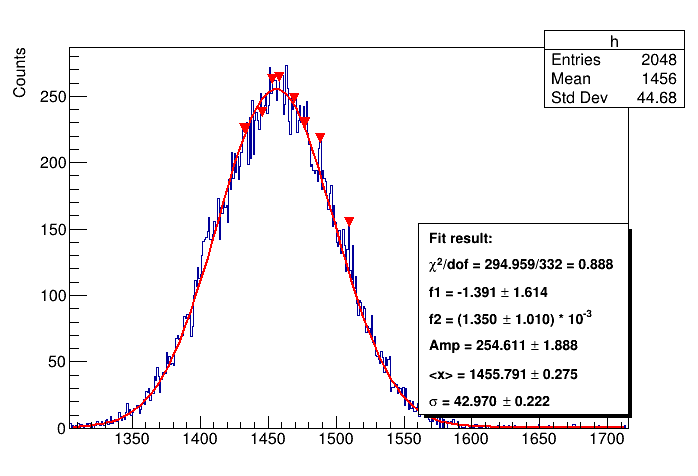 h
Entries 2048
Mean 1456
Std Dev 44.68
Counts
250
200
150
100
50
0
Fit result:
χ²/dof = 294.959/332 = 0.888
f1 = -1.391 ± 1.614
f2 = (1.350 ± 1.010) * 10⁻³
Amp = 254.611 ± 1.888
<x> = 1455.791 ± 0.275
σ = 42.970 ± 0.222
1350 1400 1450 1500 1550 1600 1650 1700